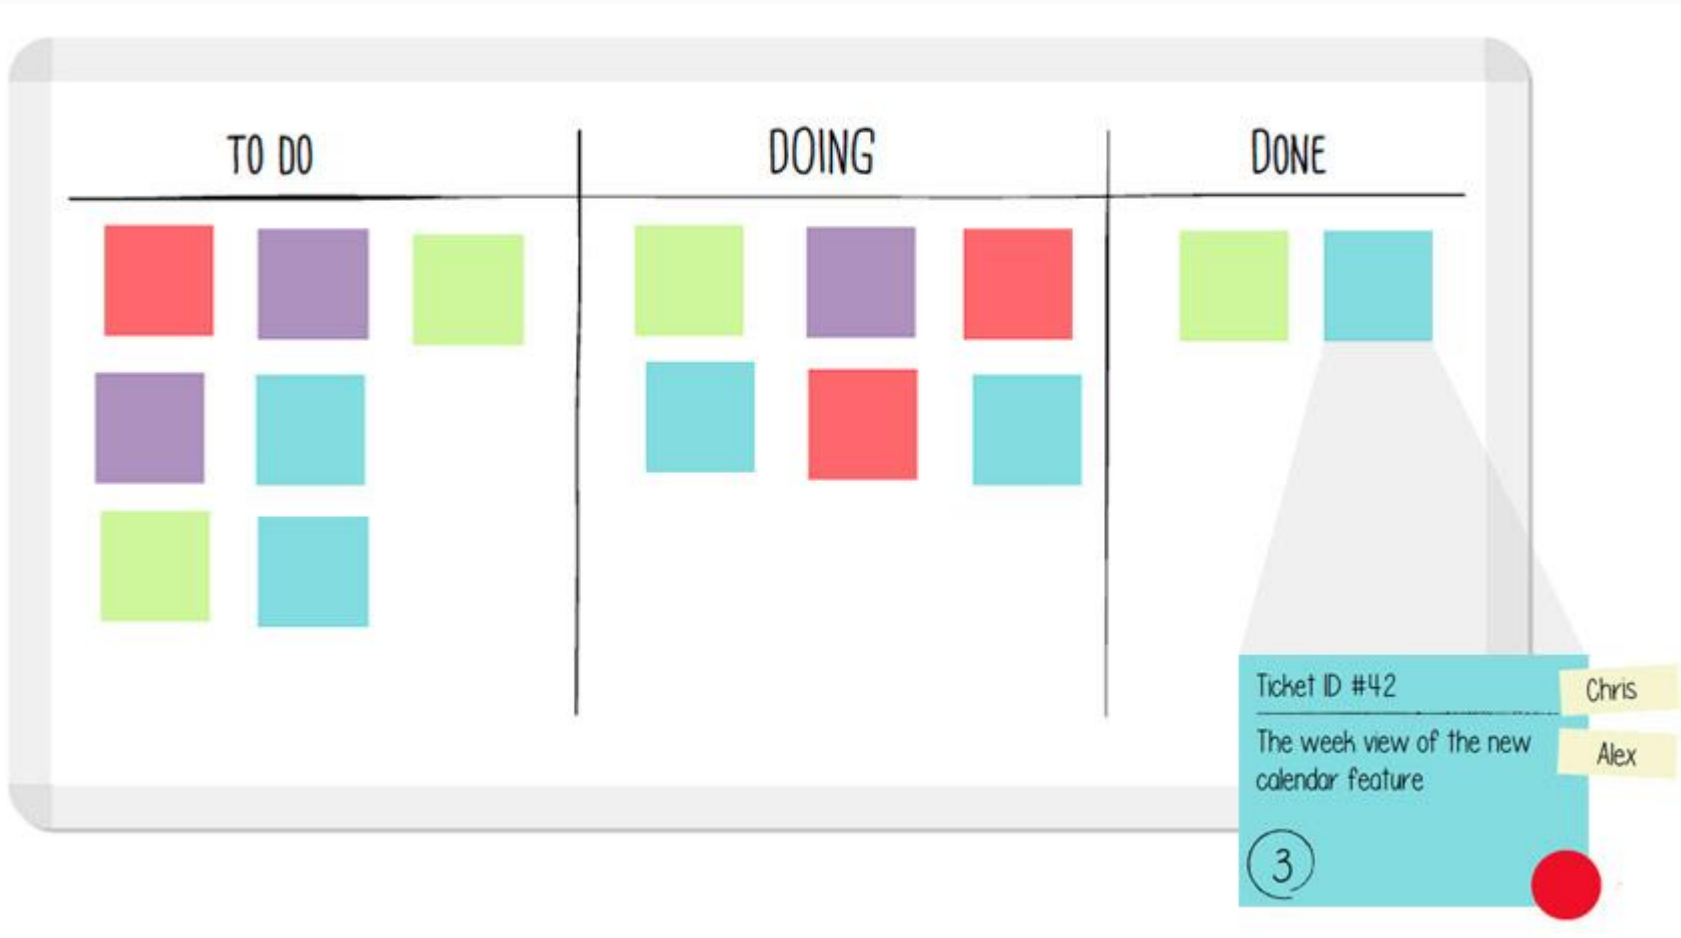 TO DO
DOING
DONE
Ticket ID #42
Chris
The week view of the new
calendar feature
Alex
3